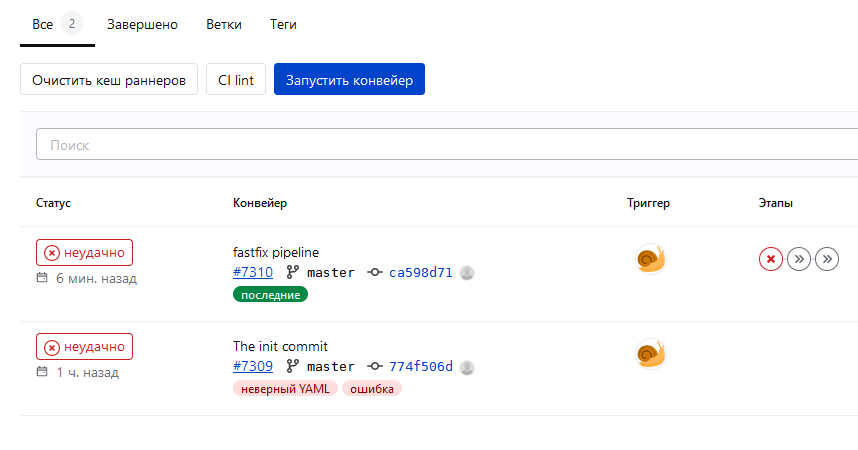 Все 2 Завершено Ветки Теги
Очистить кеш раннеров CI lint Запустить конвейер
Поиск
Статус Конвейер Триггер Этапы
неудачно fastfix pipeline
6 мин. назад #7310 master ca598d71
последние
неудачно The init commit
1 ч. назад #7309 master 774f506d
неверный YAML ошибка